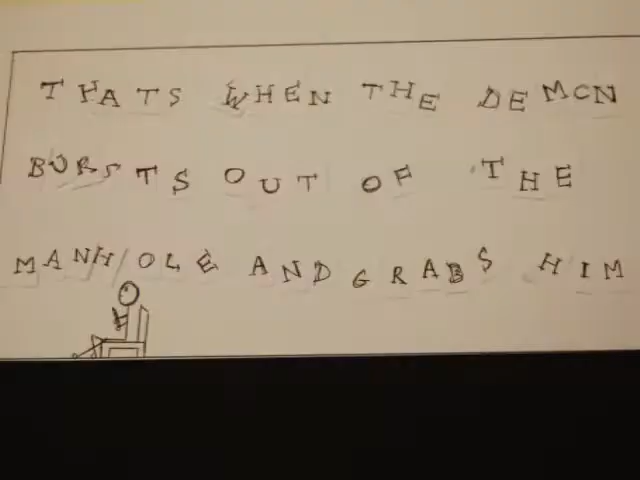 THATS WHEN THE DEMON
BURSTS OUT OF THE
MANHOLE AND GRABS HIM